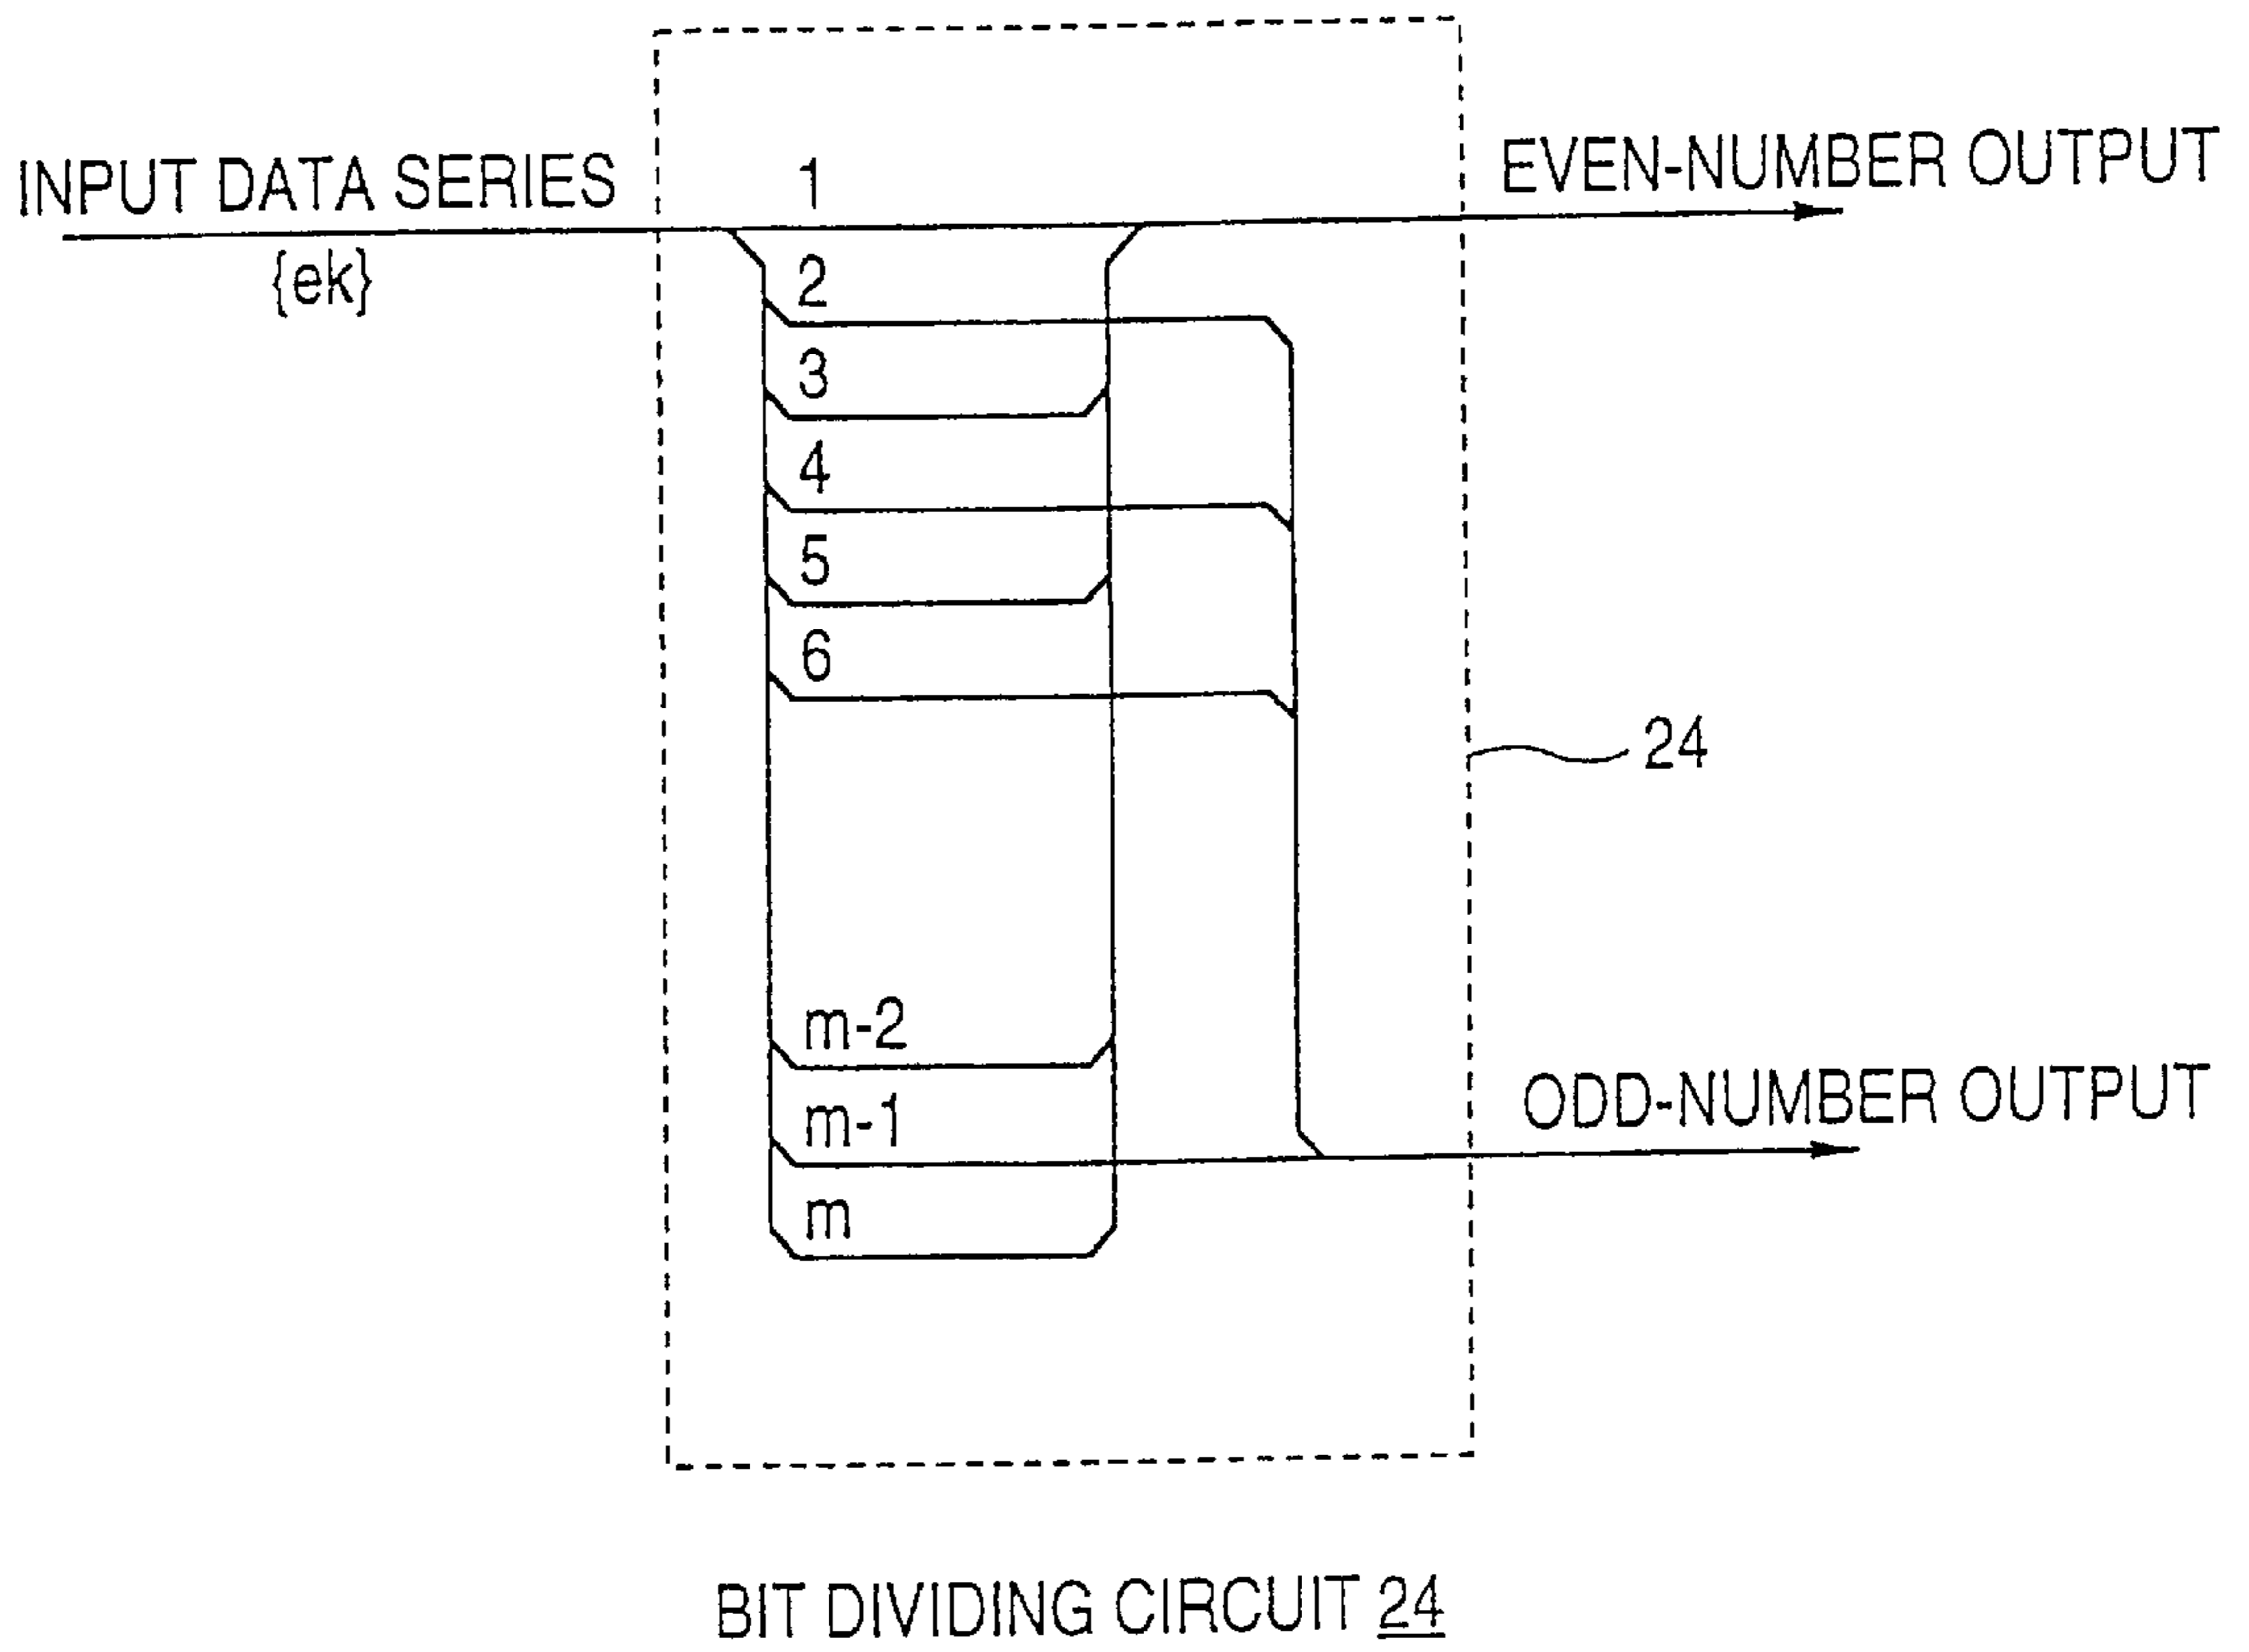 INPUT DATA SERIES
{ek}
1
2
3
4
5
6
m-2
m-1
m
EVEN-NUMBER OUTPUT
24
ODD-NUMBER OUTPUT
BIT DIVIDING CIRCUIT 24